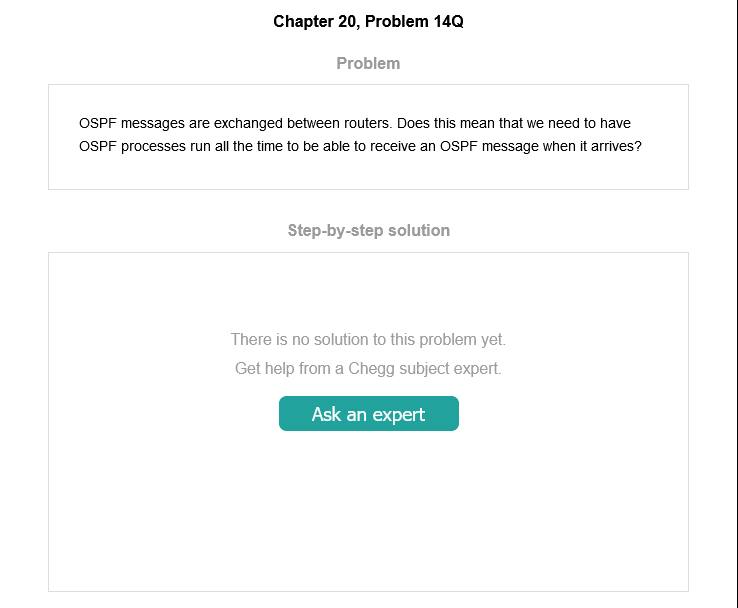 Chapter 20, Problem 14Q
Problem
OSPF messages are exchanged between routers. Does this mean that we need to have
OSPF processes run all the time to be able to receive an OSPF message when it arrives?
Step-by-step solution
There is no solution to this problem yet.
Get help from a Chegg subject expert.
Ask an expert